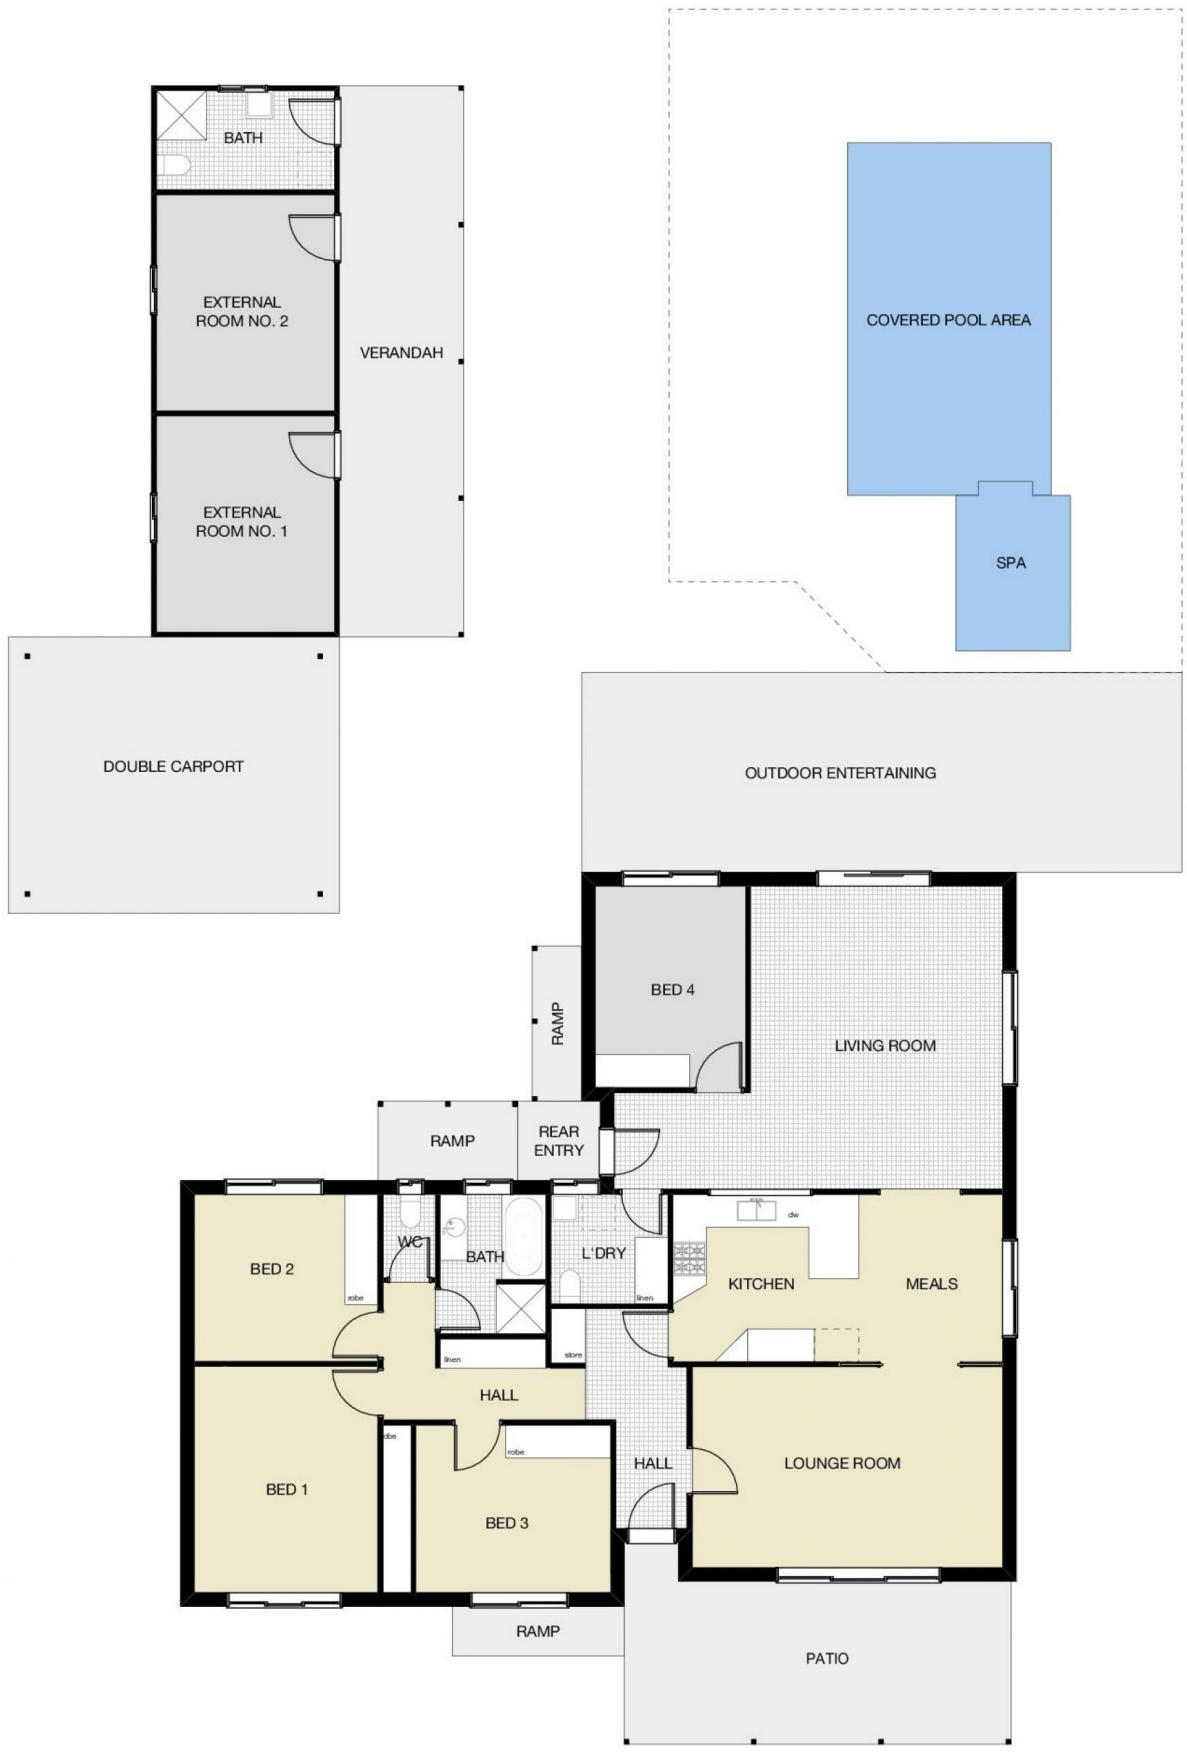 BATH
EXTERNAL
ROOM NO. 2
VERANDAH
COVERED POOL AREA
EXTERNAL
ROOM NO. 1
SPA
DOUBLE CARPORT
OUTDOOR ENTERTAINING
BED 4
RAMP
LIVING ROOM
RAMP
REAR
ENTRY
WC
BATH
L'DRY
dw
BED 2
KITCHEN
MEALS
robe
linen
store
linen
HALL
robe
HALL
LOUNGE ROOM
BED 1
BED 3
RAMP
PATIO